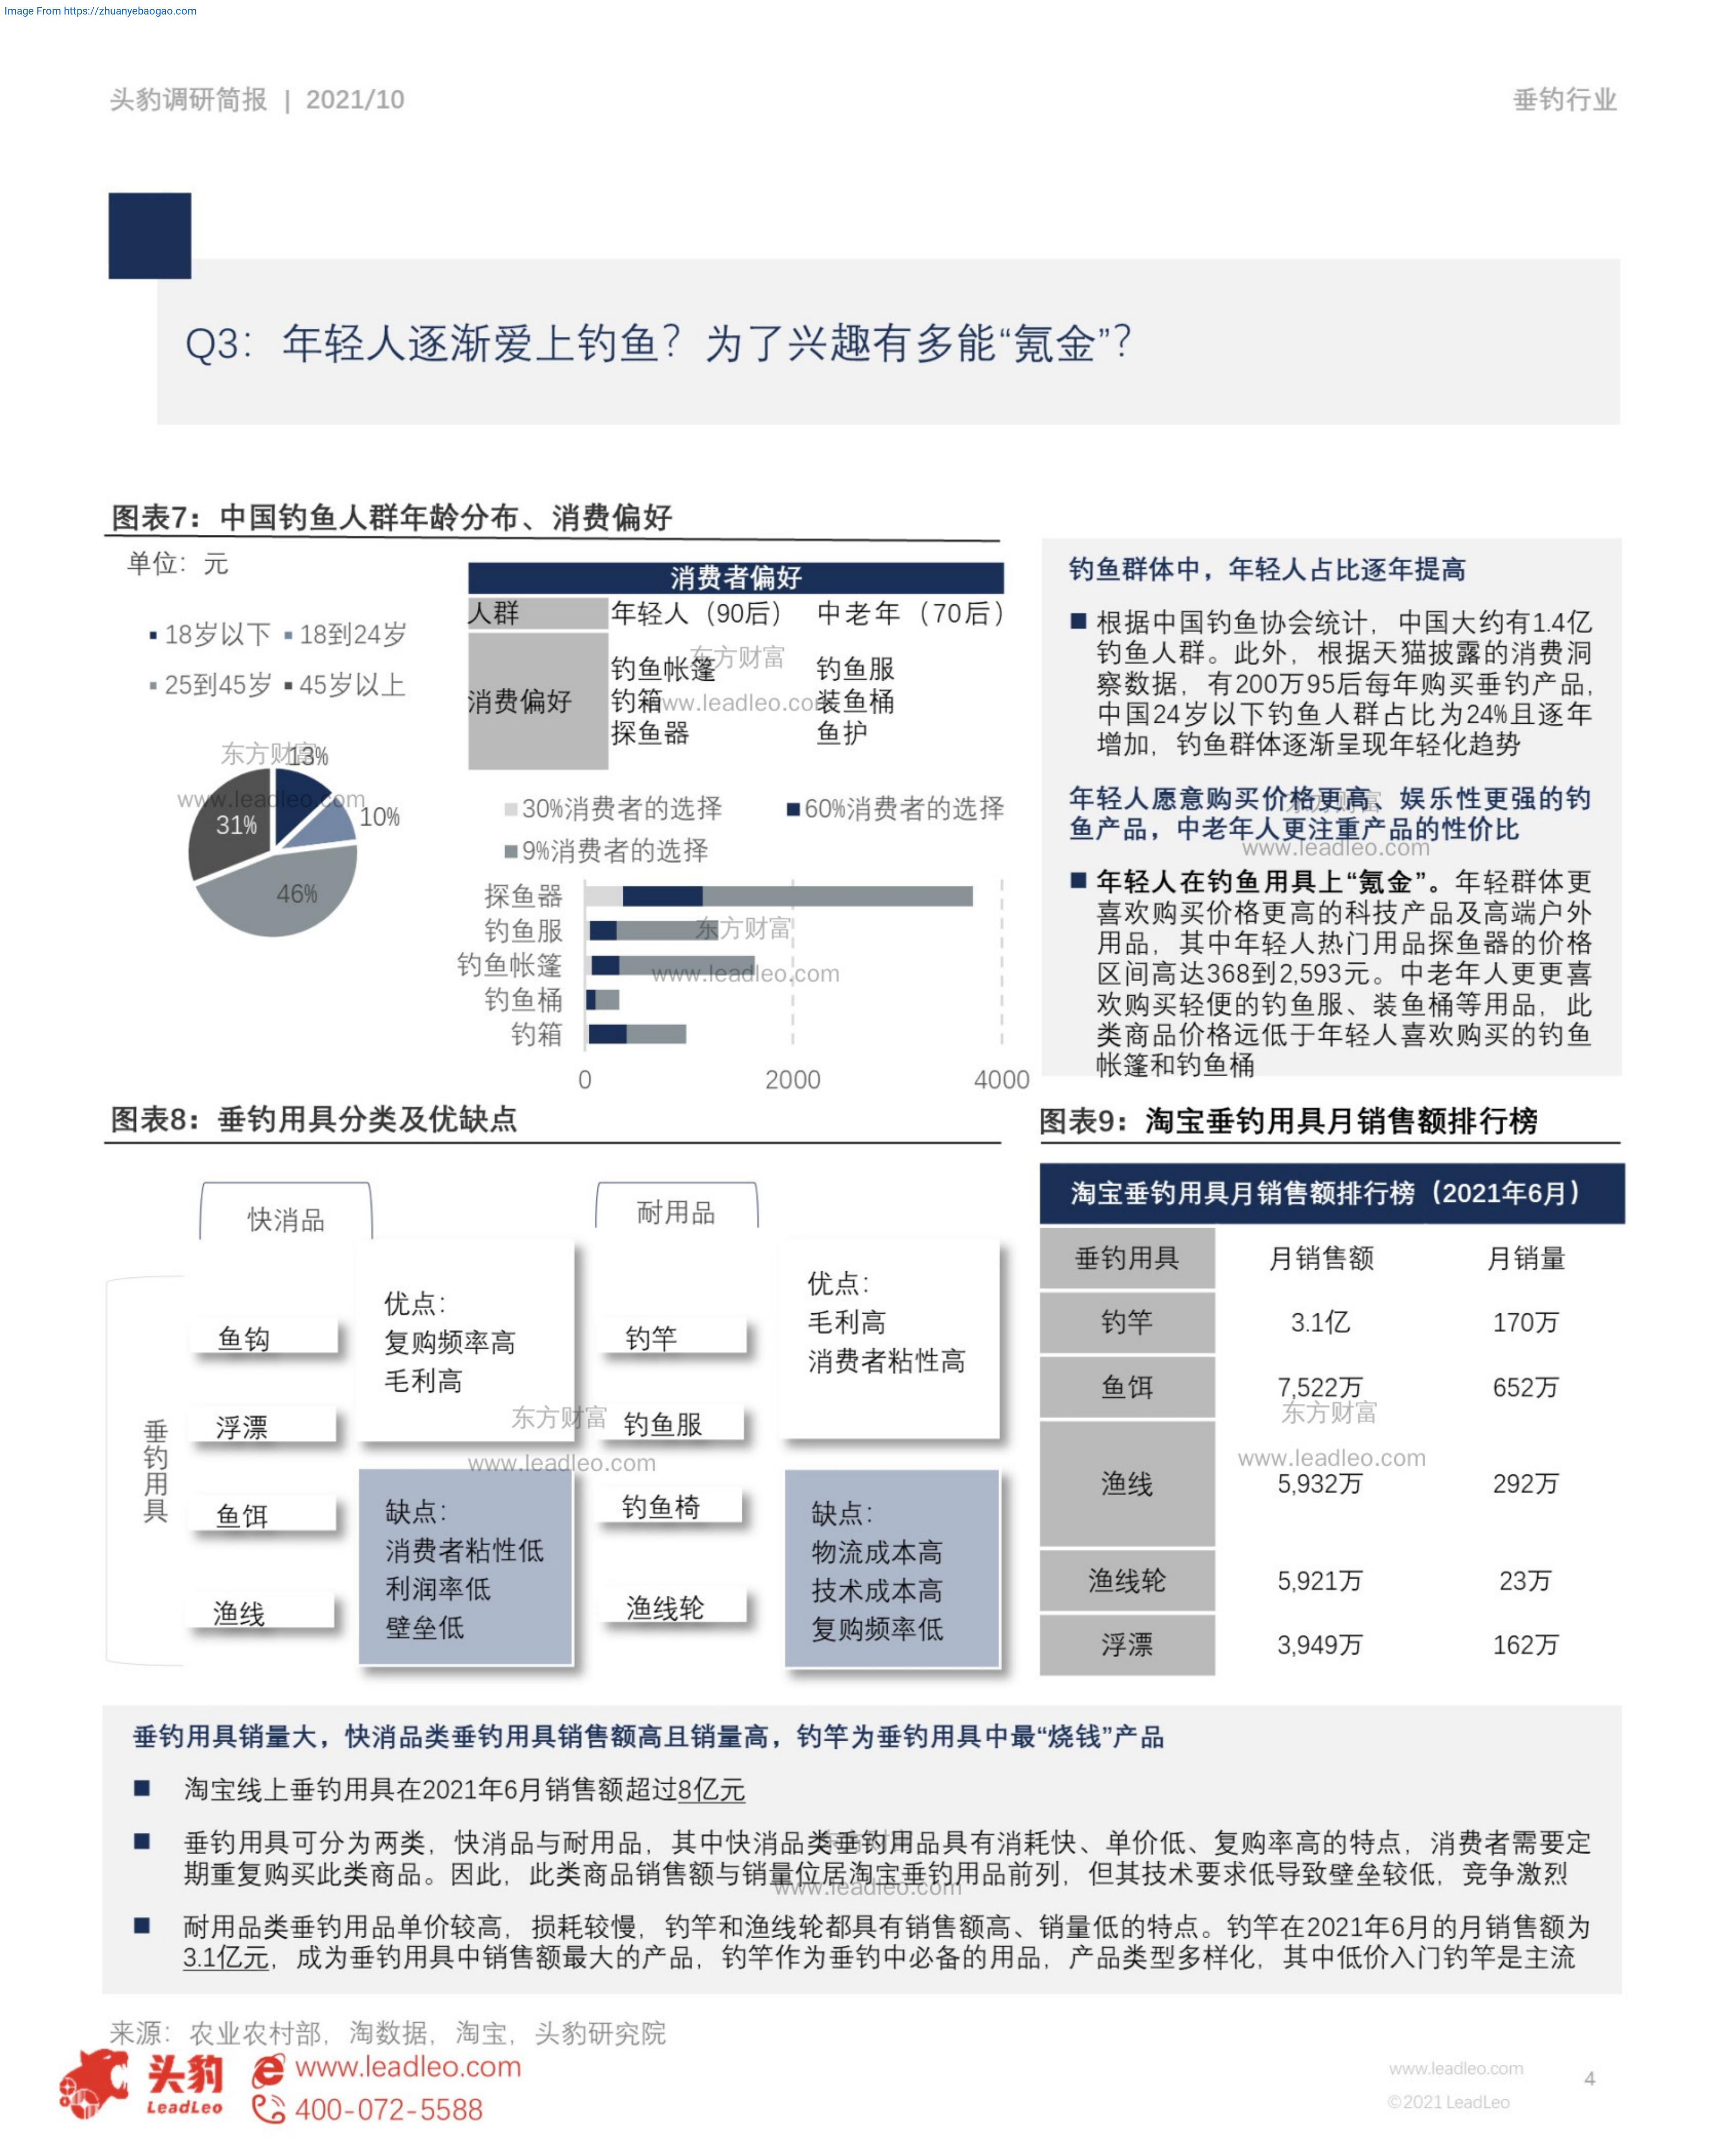 Image From https://zhuanyebaogao.com
头豹调研简报 | 2021/10
垂钓行业
Q3：年轻人逐渐爱上钓鱼？为了兴趣有多能“氪金”？
图表7：中国钓鱼人群年龄分布、消费偏好
单位：元
18岁以下 18到24岁
25到45岁 45岁以上
东方财富
www.leadleo.com
13%
10%
31%
46%
消费者偏好
人群 年轻人（90后） 中老年（70后）
消费偏好
钓鱼帐篷 钓鱼服
钓箱 装鱼桶
探鱼器 鱼护
东方财富
www.leadleo.com
30%消费者的选择 60%消费者的选择
9%消费者的选择
探鱼器
钓鱼服
钓鱼帐篷
钓鱼桶
钓箱
东方财富
www.leadleo.com
0 2000 4000
钓鱼群体中，年轻人占比逐年提高
根据中国钓鱼协会统计，中国大约有1.4亿
钓鱼人群。此外，根据天猫披露的消费洞
察数据，有200万95后每年购买垂钓产品，
中国24岁以下钓鱼人群占比为24%且逐年
增加，钓鱼群体逐渐呈现年轻化趋势
年轻人愿意购买价格更高、娱乐性更强的钓
鱼产品，中老年人更注重产品的性价比
www.leadleo.com
年轻人在钓鱼用具上“氪金”。年轻群体更
喜欢购买价格更高的科技产品及高端户外
用品，其中年轻人热门用品探鱼器的价格
区间高达368到2,593元。中老年人更更喜
欢购买轻便的钓鱼服、装鱼桶等用品，此
类商品价格远低于年轻人喜欢购买的钓鱼
帐篷和钓鱼桶
图表8：垂钓用具分类及优缺点
垂钓用具
快消品
鱼钩
浮漂
鱼饵
渔线
优点：
复购频率高
毛利高
缺点：
消费者粘性低
利润率低
壁垒低
东方财富
www.leadleo.com
耐用品
钓竿
钓鱼服
钓鱼椅
渔线轮
优点：
毛利高
消费者粘性高
缺点：
物流成本高
技术成本高
复购频率低
图表9：淘宝垂钓用具月销售额排行榜
淘宝垂钓用具月销售额排行榜（2021年6月）
垂钓用具 月销售额 月销量
钓竿 3.1亿 170万
鱼饵 7,522万 652万
东方财富
www.leadleo.com
渔线 5,932万 292万
渔线轮 5,921万 23万
浮漂 3,949万 162万
垂钓用具销量大，快消品类垂钓用具销售额高且销量高，钓竿为垂钓用具中最“烧钱”产品
淘宝线上垂钓用具在2021年6月销售额超过8亿元
垂钓用具可分为两类，快消品与耐用品，其中快消品类垂钓用品具有消耗快、单价低、复购率高的特点，消费者需要定
期重复购买此类商品。因此，此类商品销售额与销量位居淘宝垂钓用品前列，但其技术要求低导致壁垒较低，竞争激烈
www.leadleo.com
耐用品类垂钓用品单价较高，损耗较慢，钓竿和渔线轮都具有销售额高、销量低的特点。钓竿在2021年6月的月销售额为
3.1亿元，成为垂钓用具中销售额最大的产品，钓竿作为垂钓中必备的用品，产品类型多样化，其中低价入门钓竿是主流
来源：农业农村部，淘数据，淘宝，头豹研究院
头豹
LeadLeo
www.leadleo.com
400-072-5588
www.leadleo.com
©2021 LeadLeo
4